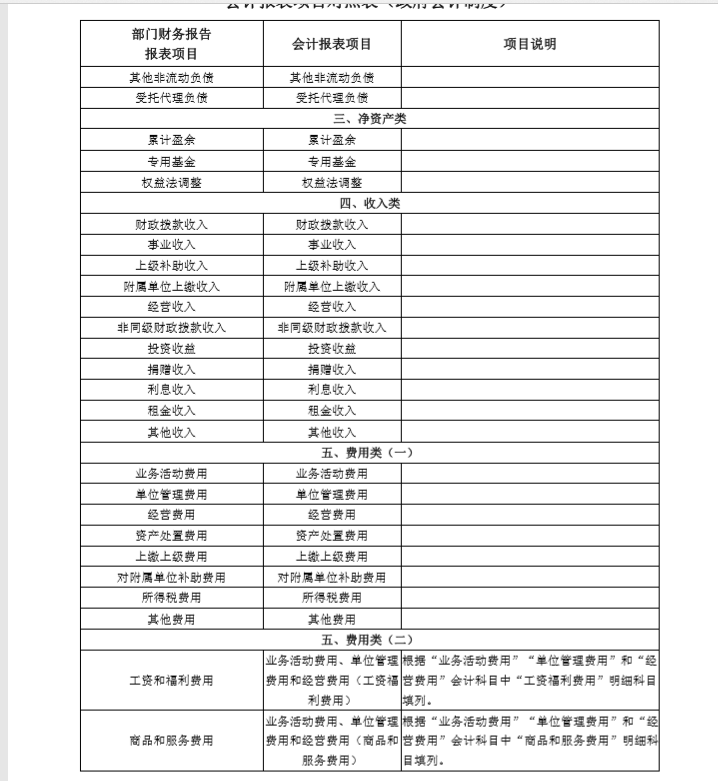 会计报表项目对照表（政府会计制度）
部门财务报告
报表项目
会计报表项目
项目说明
其他非流动负债
其他非流动负债
受托代理负债
受托代理负债
三、净资产类
累计盈余
累计盈余
专用基金
专用基金
权益法调整
权益法调整
四、收入类
财政拨款收入
财政拨款收入
事业收入
事业收入
上级补助收入
上级补助收入
附属单位上缴收入
附属单位上缴收入
经营收入
经营收入
非同级财政拨款收入
非同级财政拨款收入
投资收益
投资收益
捐赠收入
捐赠收入
利息收入
利息收入
租金收入
租金收入
其他收入
其他收入
五、费用类（一）
业务活动费用
业务活动费用
单位管理费用
单位管理费用
经营费用
经营费用
资产处置费用
资产处置费用
上缴上级费用
上缴上级费用
对附属单位补助费用
对附属单位补助费用
所得税费用
所得税费用
其他费用
其他费用
五、费用类（二）
工资和福利费用
业务活动费用、单位管理
费用和经营费用（工资福
利费用）
根据“业务活动费用”“单位管理费用”和“经
营费用”会计科目中“工资福利费用”明细科目
填列。
商品和服务费用
业务活动费用、单位管理
费用和经营费用（商品和
服务费用）
根据“业务活动费用”“单位管理费用”和“经
营费用”会计科目中“商品和服务费用”明细科
目填列。